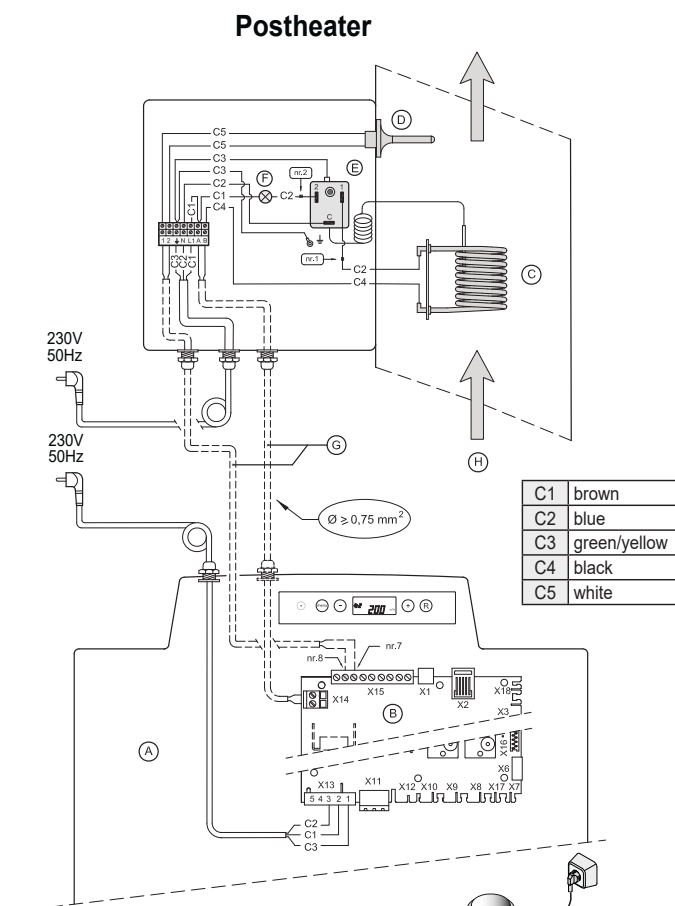 Postheater
D
C5
C5
C3
C3
C2
C1
C4
C1
F
nr.2
C2
E
2
1
C
1 2 N L1 A B
C3
C2
C1
nr.1
C2
C4
C
230V
50Hz
230V
50Hz
G
H
Ø ≥ 0,75 mm²
C1 brown
C2 blue
C3 green/yellow
C4 black
C5 white
menu
-
200
+
R
nr.7
nr.8
X14
X15
X1
X2
X18
X3
B
A
X16
X6
X13
X11
X12 X10 X9 X8 X17 X7
5 4 3 2 1
C2
C1
C3